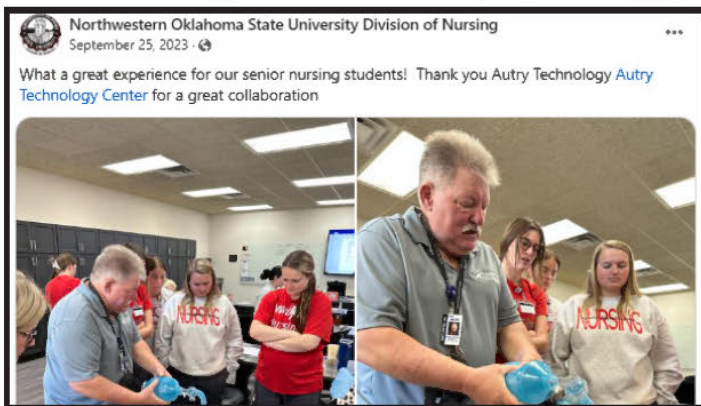 Northwestern Oklahoma State University Division of Nursing
September 25, 2023 ·
What a great experience for our senior nursing students! Thank you Autry Technology Autry
Technology Center for a great collaboration
NURSING
NURSING